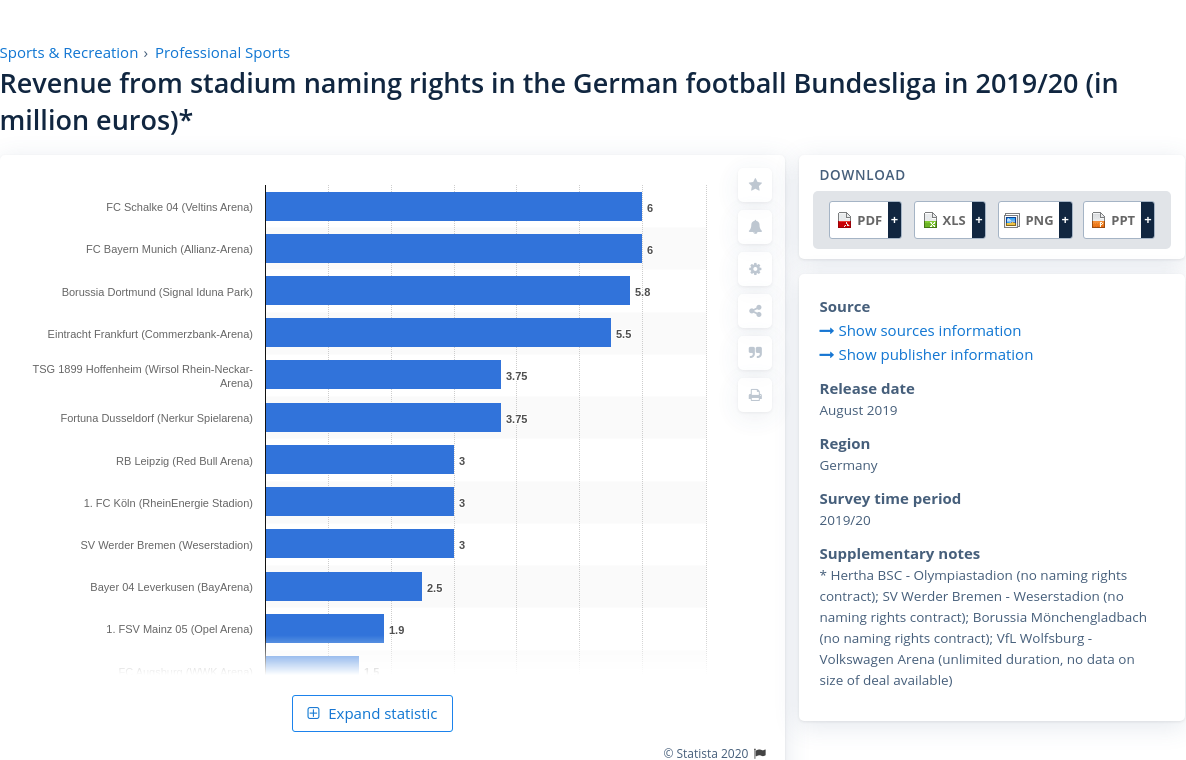 Sports & Recreation › Professional Sports
Revenue from stadium naming rights in the German football Bundesliga in 2019/20 (in
million euros)*
FC Schalke 04 (Veltins Arena) 6
FC Bayern Munich (Allianz-Arena) 6
Borussia Dortmund (Signal Iduna Park) 5.8
Eintracht Frankfurt (Commerzbank-Arena) 5.5
TSG 1899 Hoffenheim (Wirsol Rhein-Neckar-
Arena) 3.75
Fortuna Dusseldorf (Nerkur Spielarena) 3.75
RB Leipzig (Red Bull Arena) 3
1. FC Köln (RheinEnergie Stadion) 3
SV Werder Bremen (Weserstadion) 3
Bayer 04 Leverkusen (BayArena) 2.5
1. FSV Mainz 05 (Opel Arena) 1.9
FC Augsburg (WWK Arena) 1.5
Expand statistic
© Statista 2020
DOWNLOAD
PDF + XLS + PNG + PPT +
Source
Show sources information
Show publisher information
Release date
August 2019
Region
Germany
Survey time period
2019/20
Supplementary notes
* Hertha BSC - Olympiastadion (no naming rights
contract); SV Werder Bremen - Weserstadion (no
naming rights contract); Borussia Mönchengladbach
(no naming rights contract); VfL Wolfsburg -
Volkswagen Arena (unlimited duration, no data on
size of deal available)